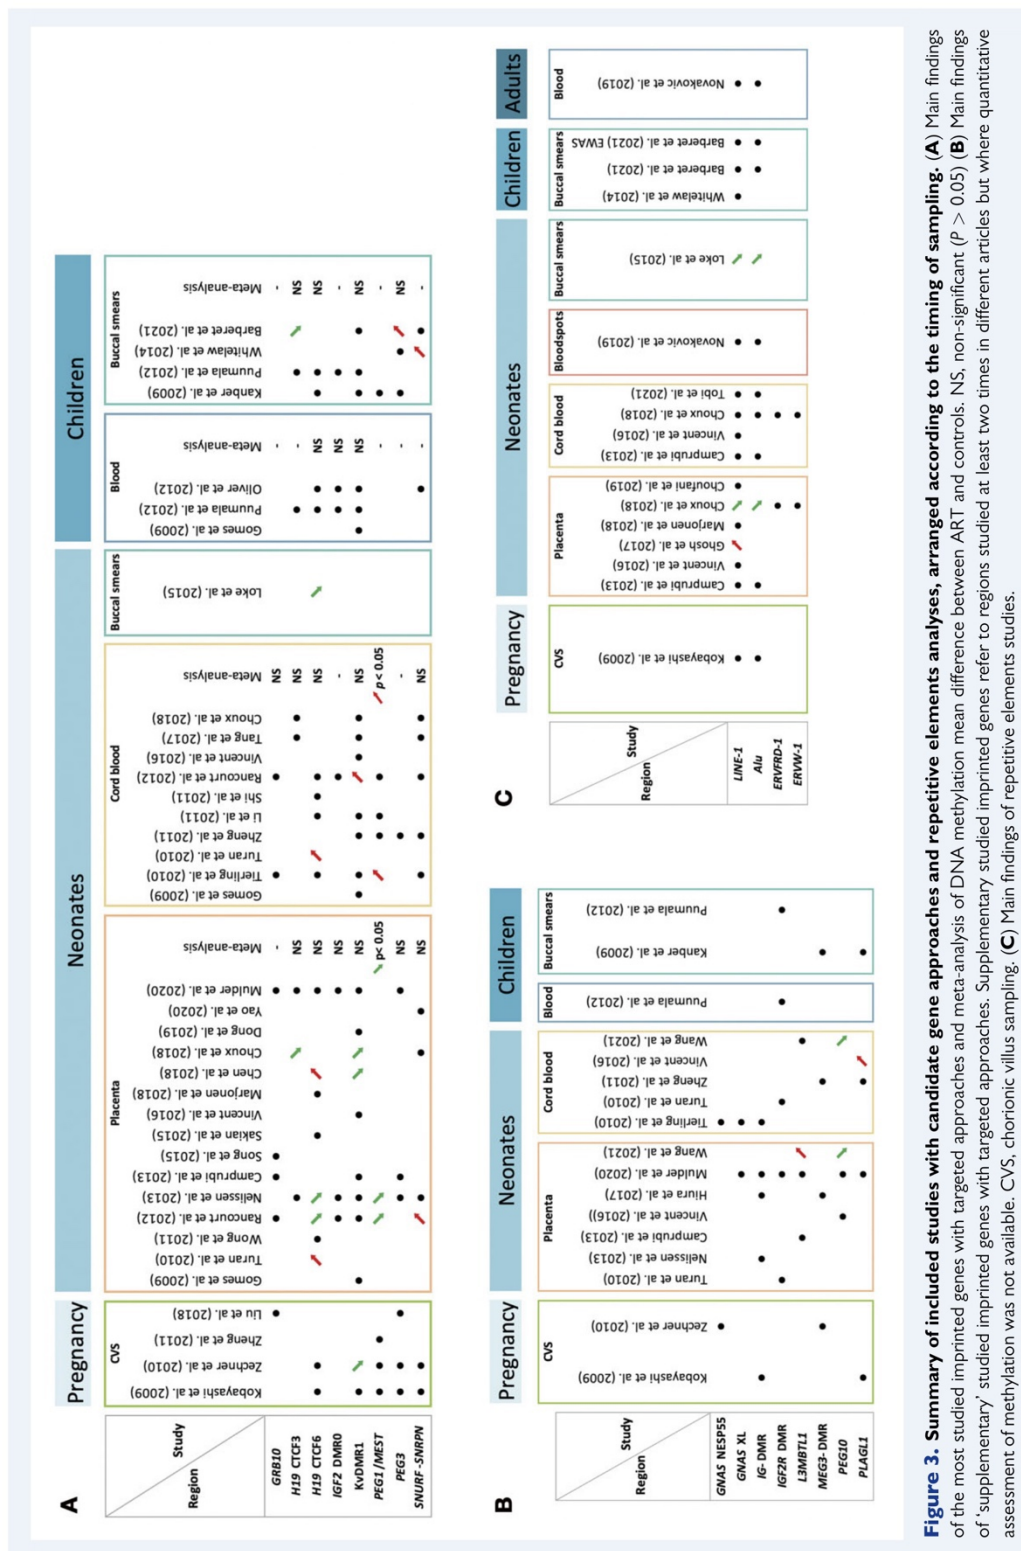 A
Pregnancy
Neonates
Children
CVS
Placenta
Cord blood
Buccal smears
Blood
Buccal smears
Study
Region
Kobayashi et al. (2009)
Zechner et al. (2010)
Zheng et al. (2011)
Liu et al. (2018)
Gomes et al. (2009)
Turan et al. (2010)
Wong et al. (2011)
Rancourt et al. (2012)
Nelissen et al. (2013)
Camprubi et al. (2013)
Song et al. (2015)
Sakian et al. (2015)
Vincent et al. (2016)
Marjonen et al. (2018)
Chen et al. (2018)
Choux et al. (2018)
Dong et al. (2019)
Yao et al. (2020)
Mulder et al. (2020)
Meta-analysis
Gomes et al. (2009)
Tierling et al. (2010)
Turan et al. (2010)
Zheng et al. (2011)
Li et al. (2011)
Shi et al. (2011)
Rancourt et al. (2012)
Vincent et al. (2016)
Tang et al. (2017)
Choux et al. (2018)
Meta-analysis
Loke et al. (2015)
Gomes et al. (2009)
Puumala et al. (2012)
Oliver et al. (2012)
Meta-analysis
Kanber et al. (2009)
Puumala et al. (2012)
Whitelaw et al. (2014)
Barberet et al. (2021)
Meta-analysis
GRB10 - NS - -
H19 CTCF3 NS NS - NS
H19 CTCF6 NS NS NS NS
IGF2 DMR0 NS - NS -
KvDMR1 NS NS NS NS
PEG1/MEST p< 0.05 p < 0.05 - -
PEG3 NS - - NS
SNURF-SNRPN NS NS - -
B
Pregnancy
Neonates
Children
CVS
Placenta
Cord blood
Blood
Buccal smears
Study
Region
Kobayashi et al. (2009)
Zechner et al. (2010)
Turan et al. (2010)
Nelissen et al. (2013)
Camprubi et al. (2013)
Vincent et al. (2016))
Hiura et al. (2017)
Mulder et al. (2020)
Wang et al. (2021)
Tierling et al. (2010)
Turan et al. (2010)
Zheng et al. (2011)
Vincent et al. (2016)
Wang et al. (2021)
Puumala et al. (2012)
Kanber et al. (2009)
Puumala et al. (2012)
GNAS NESP55
GNAS XL
IG- DMR
IGF2R DMR
L3MBTL1
MEG3- DMR
PEG10
PLAGL1
C
Pregnancy
Neonates
Children
Adults
CVS
Placenta
Cord blood
Bloodspots
Buccal smears
Buccal smears
Blood
Study
Region
Kobayashi et al. (2009)
Camprubi et al. (2013)
Vincent et al. (2016)
Ghosh et al. (2017)
Marjonen et al. (2018)
Choux et al. (2018)
Choufani et al. (2019)
Camprubi et al. (2013)
Vincent et al. (2016)
Choux et al. (2018)
Tobi et al. (2021)
Novakovic et al. (2019)
Loke et al. (2015)
Whitelaw et al. (2014)
Barberet et al. (2021)
Barberet et al. (2021) EWAS
Novakovic et al. (2019)
LINE-1
Alu
ERVFRD-1
ERVW-1
Figure 3. Summary of included studies with candidate gene approaches and repetitive elements analyses, arranged according to the timing of sampling. (A) Main findings
of the most studied imprinted genes with targeted approaches and meta-analysis of DNA methylation mean difference between ART and controls. NS, non-significant (P > 0.05) (B) Main findings
of 'supplementary' studied imprinted genes with targeted approaches. Supplementary studied imprinted genes refer to regions studied at least two times in different articles but where quantitative
assessment of methylation was not available. CVS, chorionic villus sampling. (C) Main findings of repetitive elements studies.